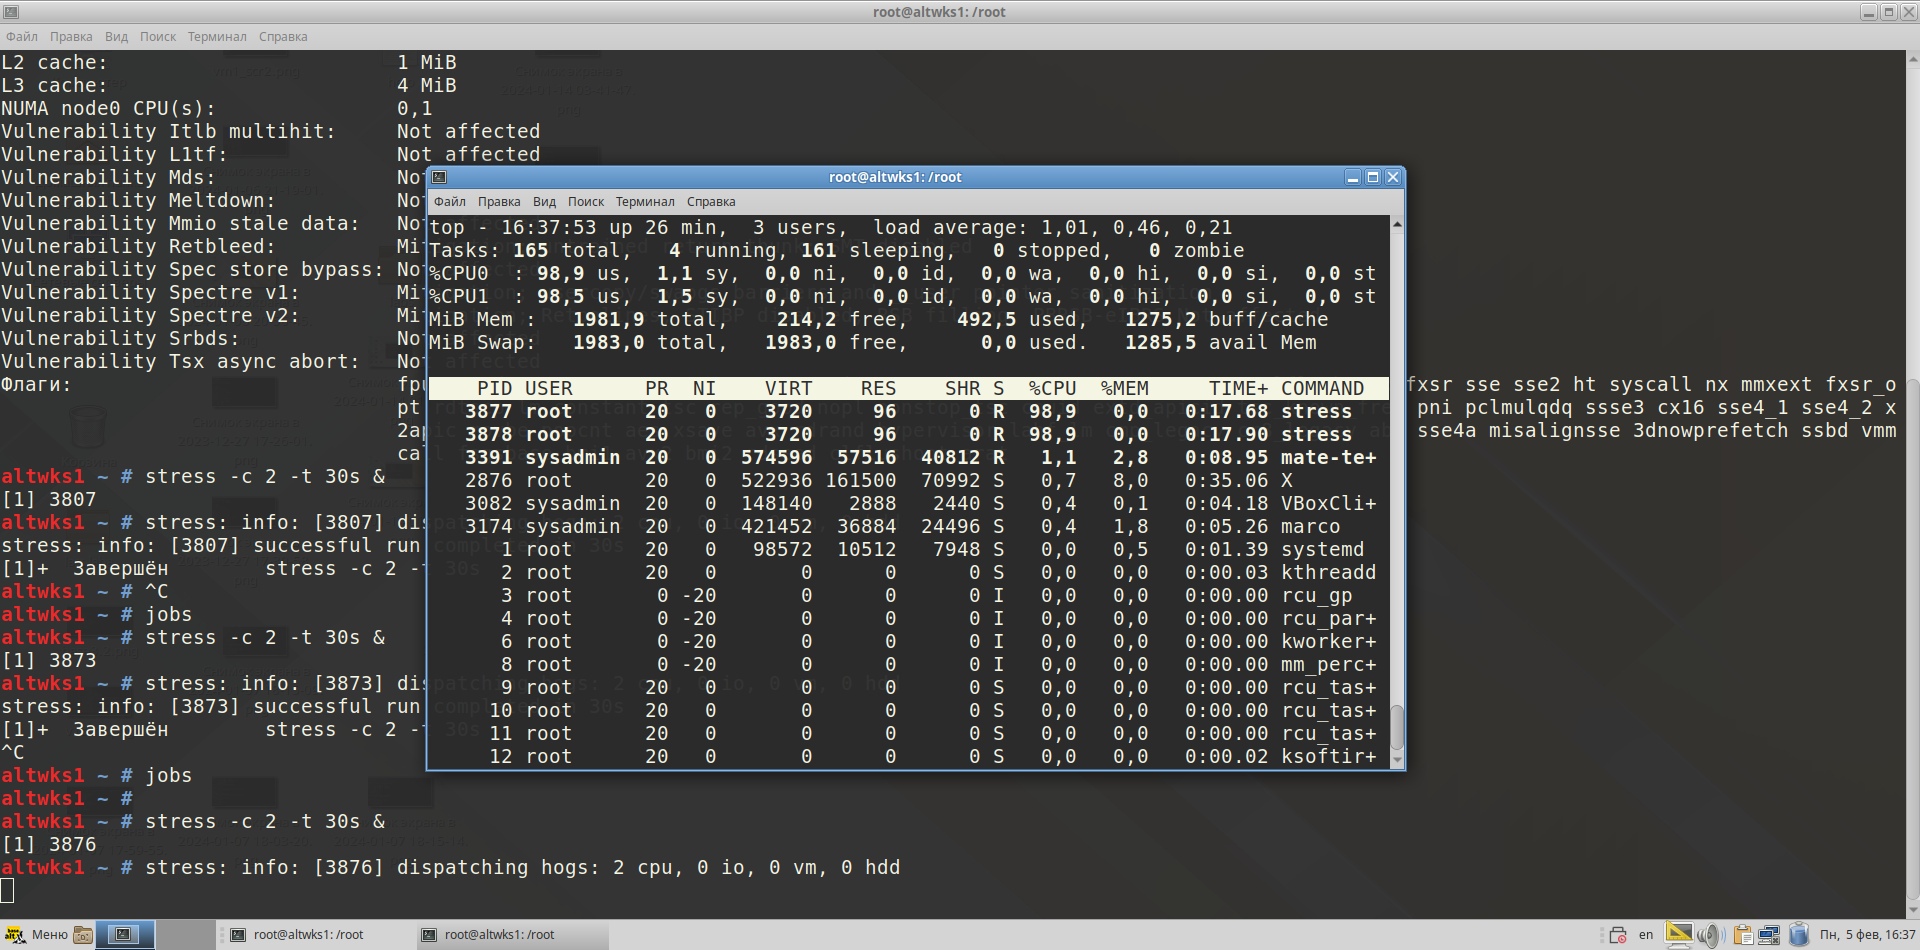 root@altwks1: /root
Файл Правка Вид Поиск Терминал Справка
L2 cache: 1 MiB
L3 cache: 4 MiB
NUMA node0 CPU(s): 0,1
Vulnerability Itlb multihit: Not affected
Vulnerability L1tf: Not affected
Vulnerability Mds: No
Vulnerability Meltdown: No
Vulnerability Mmio stale data: No
Vulnerability Retbleed: Mi
Vulnerability Spec store bypass: No
Vulnerability Spectre v1: Mi
Vulnerability Spectre v2: Mi
Vulnerability Srbds: No
Vulnerability Tsx async abort: No
Флаги: fpu fxsr sse sse2 ht syscall nx mmxext fxsr_o
pt pni pclmulqdq ssse3 cx16 sse4_1 sse4_2 x
2a sse4a misalignsse 3dnowprefetch ssbd vmm
cal
altwks1 ~ # stress -c 2 -t 30s &
[1] 3807
altwks1 ~ # stress: info: [3807] dis
stress: info: [3807] successful run
[1]+ Завершён stress -c 2 -t
altwks1 ~ # ^C
altwks1 ~ # jobs
altwks1 ~ # stress -c 2 -t 30s &
[1] 3873
altwks1 ~ # stress: info: [3873] dis
stress: info: [3873] successful run
[1]+ Завершён stress -c 2 -t
^C
altwks1 ~ # jobs
altwks1 ~ #
altwks1 ~ # stress -c 2 -t 30s &
[1] 3876
altwks1 ~ # stress: info: [3876] dispatching hogs: 2 cpu, 0 io, 0 vm, 0 hdd
root@altwks1: /root
Файл Правка Вид Поиск Терминал Справка
top - 16:37:53 up 26 min, 3 users, load average: 1,01, 0,46, 0,21
Tasks: 165 total, 4 running, 161 sleeping, 0 stopped, 0 zombie
%CPU0 : 98,9 us, 1,1 sy, 0,0 ni, 0,0 id, 0,0 wa, 0,0 hi, 0,0 si, 0,0 st
%CPU1 : 98,5 us, 1,5 sy, 0,0 ni, 0,0 id, 0,0 wa, 0,0 hi, 0,0 si, 0,0 st
MiB Mem : 1981,9 total, 214,2 free, 492,5 used, 1275,2 buff/cache
MiB Swap: 1983,0 total, 1983,0 free, 0,0 used. 1285,5 avail Mem
PID USER PR NI VIRT RES SHR S %CPU %MEM TIME+ COMMAND
3877 root 20 0 3720 96 0 R 98,9 0,0 0:17.68 stress
3878 root 20 0 3720 96 0 R 98,9 0,0 0:17.90 stress
3391 sysadmin 20 0 574596 57516 40812 R 1,1 2,8 0:08.95 mate-te+
2876 root 20 0 522936 161500 70992 S 0,7 8,0 0:35.06 X
3082 sysadmin 20 0 148140 2888 2440 S 0,4 0,1 0:04.18 VBoxCli+
3174 sysadmin 20 0 421452 36884 24496 S 0,4 1,8 0:05.26 marco
1 root 20 0 98572 10512 7948 S 0,0 0,5 0:01.39 systemd
2 root 20 0 0 0 0 S 0,0 0,0 0:00.03 kthreadd
3 root 0 -20 0 0 0 I 0,0 0,0 0:00.00 rcu_gp
4 root 0 -20 0 0 0 I 0,0 0,0 0:00.00 rcu_par+
6 root 0 -20 0 0 0 I 0,0 0,0 0:00.00 kworker+
8 root 0 -20 0 0 0 I 0,0 0,0 0:00.00 mm_perc+
9 root 20 0 0 0 0 S 0,0 0,0 0:00.00 rcu_tas+
10 root 20 0 0 0 0 S 0,0 0,0 0:00.00 rcu_tas+
11 root 20 0 0 0 0 S 0,0 0,0 0:00.00 rcu_tas+
12 root 20 0 0 0 0 S 0,0 0,0 0:00.02 ksoftir+
Меню root@altwks1: /root root@altwks1: /root en Пн, 5 фев, 16:37